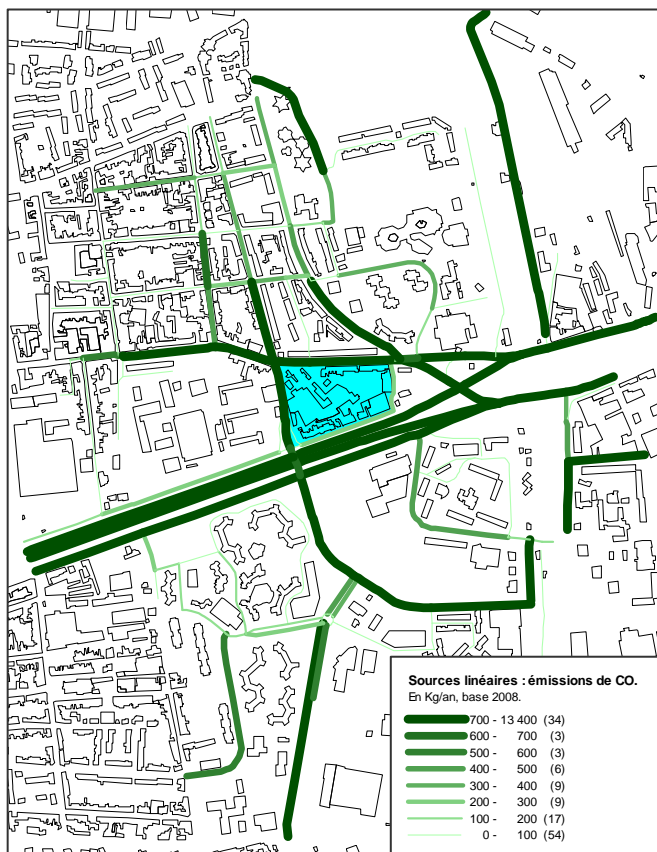 Sources linéaires : émissions de CO.
En Kg/an, base 2008.
700 - 13 400 (34)
600 - 700 (3)
500 - 600 (3)
400 - 500 (6)
300 - 400 (9)
200 - 300 (9)
100 - 200 (17)
0 - 100 (54)